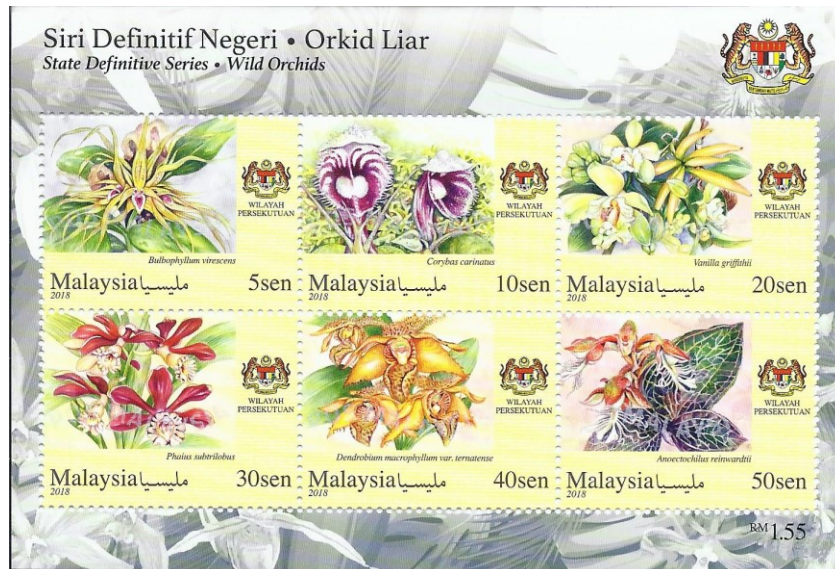 Siri Definitif Negeri • Orkid Liar
State Definitive Series • Wild Orchids
WILAYAH
PERSEKUTUAN
Bulbophyllum virescens
Malaysia مليسيا 5sen
2018
WILAYAH
PERSEKUTUAN
Corybas carinatus
Malaysia مليسيا 10sen
2018
WILAYAH
PERSEKUTUAN
Vanilla griffithii
Malaysia مليسيا 20sen
2018
WILAYAH
PERSEKUTUAN
Phaius subtrilobus
Malaysia مليسيا 30sen
2018
WILAYAH
PERSEKUTUAN
Dendrobium macrophyllum var. ternatense
Malaysia مليسيا 40sen
2018
WILAYAH
PERSEKUTUAN
Anoectochilus reinwardtii
Malaysia مليسيا 50sen
2018
RM1.55